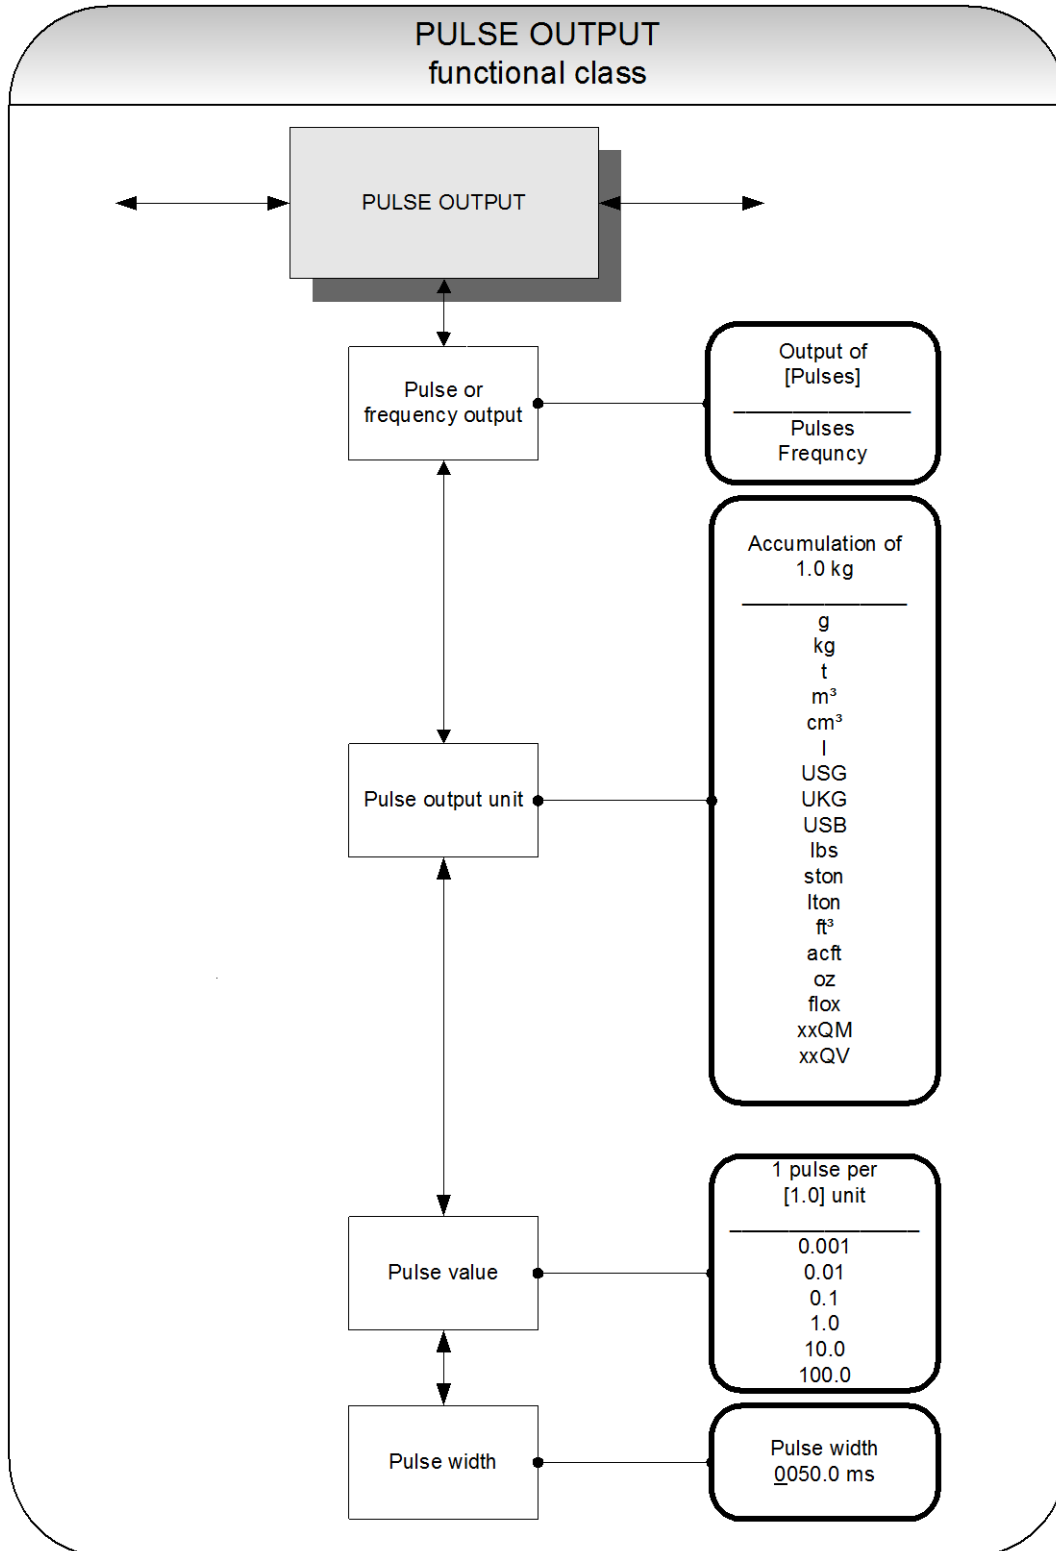 PULSE OUTPUT
functional class
PULSE OUTPUT
Pulse or
frequency output
Output of
[Pulses]
Pulses
Frequncy
Pulse output unit
Accumulation of
1.0 kg
g
kg
t
m³
cm³
l
USG
UKG
USB
lbs
ston
lton
ft³
acft
oz
flox
xxQM
xxQV
Pulse value
1 pulse per
[1.0] unit
0.001
0.01
0.1
1.0
10.0
100.0
Pulse width
Pulse width
0050.0 ms